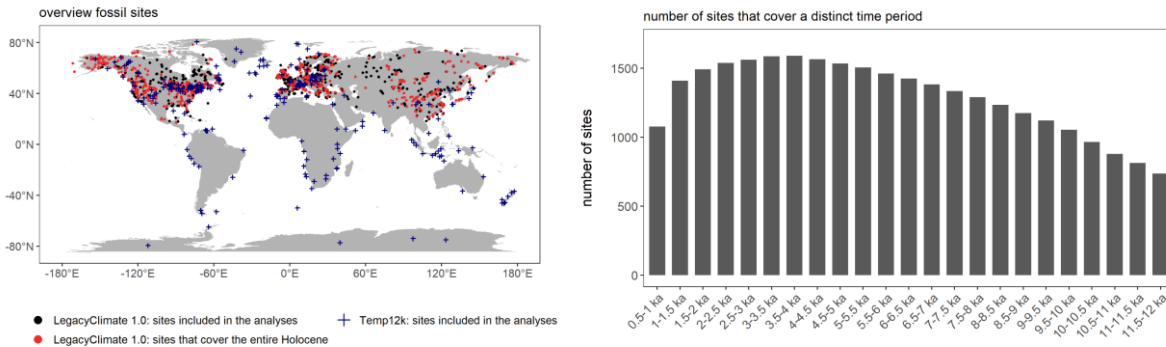 overview fossil sites
80°N
40°N
0°N
-40°N
-80°N
-180°E -120°E -60°E 0°E 60°E 120°E 180°E
LegacyClimate 1.0: sites included in the analyses
Temp12k: sites included in the analyses
LegacyClimate 1.0: sites that cover the entire Holocene
number of sites that cover a distinct time period
number of sites
1500
1000
500
0
0.5-1 ka
1-1.5 ka
1.5-2 ka
2-2.5 ka
2.5-3 ka
3-3.5 ka
3.5-4 ka
4-4.5 ka
4.5-5 ka
5-5.5 ka
5.5-6 ka
6-6.5 ka
6.5-7 ka
7-7.5 ka
7.5-8 ka
8-8.5 ka
8.5-9 ka
9-9.5 ka
9.5-10 ka
10-10.5 ka
10.5-11 ka
11-11.5 ka
11.5-12 ka